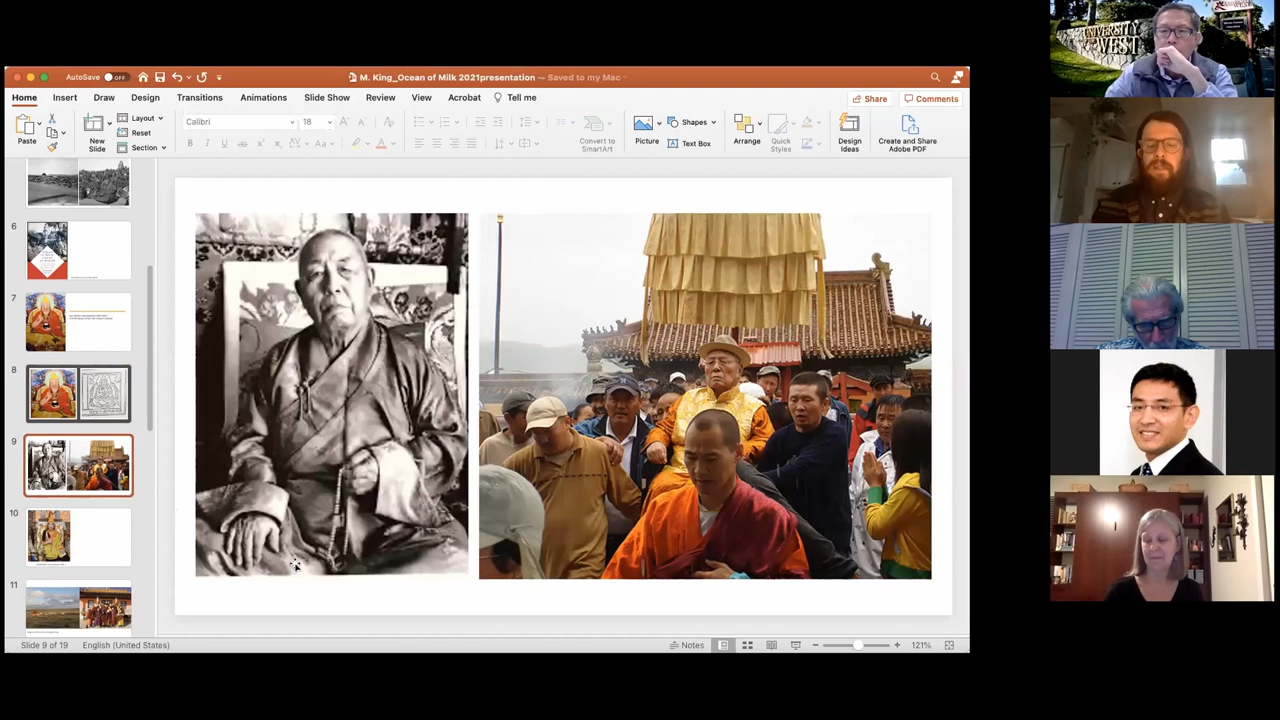 AutoSave OFF
M. King_Ocean of Milk 2021presentation — Saved to my Mac
Home Insert Draw Design Transitions Animations Slide Show Review View Acrobat Tell me
Share Comments
Paste
New Slide
Layout
Reset
Section
Calibri 18
Convert to SmartArt
Picture
Shapes
Text Box
Arrange
Quick Styles
Design Ideas
Create and Share Adobe PDF
6
7
8
9
10
11
Slide 9 of 19 English (United States)
Notes
121%
UNIVERSITY
WEST